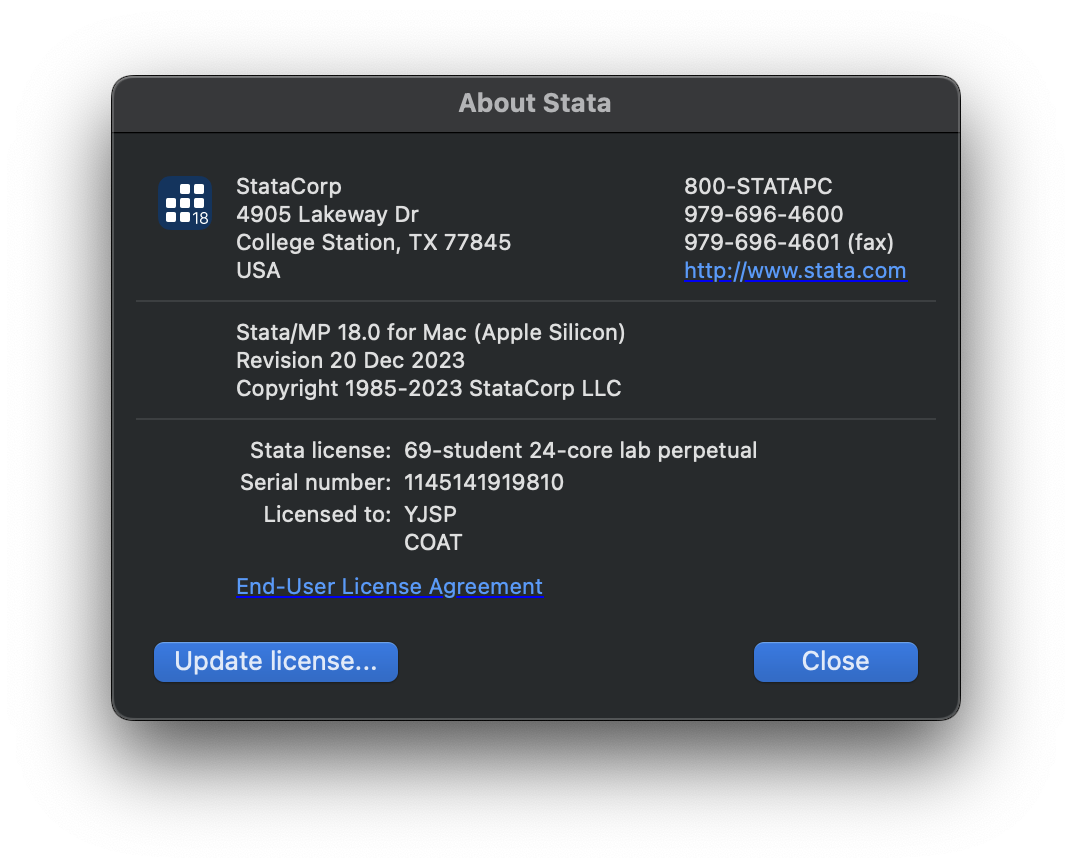 About Stata
18
StataCorp
4905 Lakeway Dr
College Station, TX 77845
USA
800-STATAPC
979-696-4600
979-696-4601 (fax)
http://www.stata.com
Stata/MP 18.0 for Mac (Apple Silicon)
Revision 20 Dec 2023
Copyright 1985-2023 StataCorp LLC
Stata license: 69-student 24-core lab perpetual
Serial number: 1145141919810
Licensed to: YJSP
COAT
End-User License Agreement
Update license...
Close